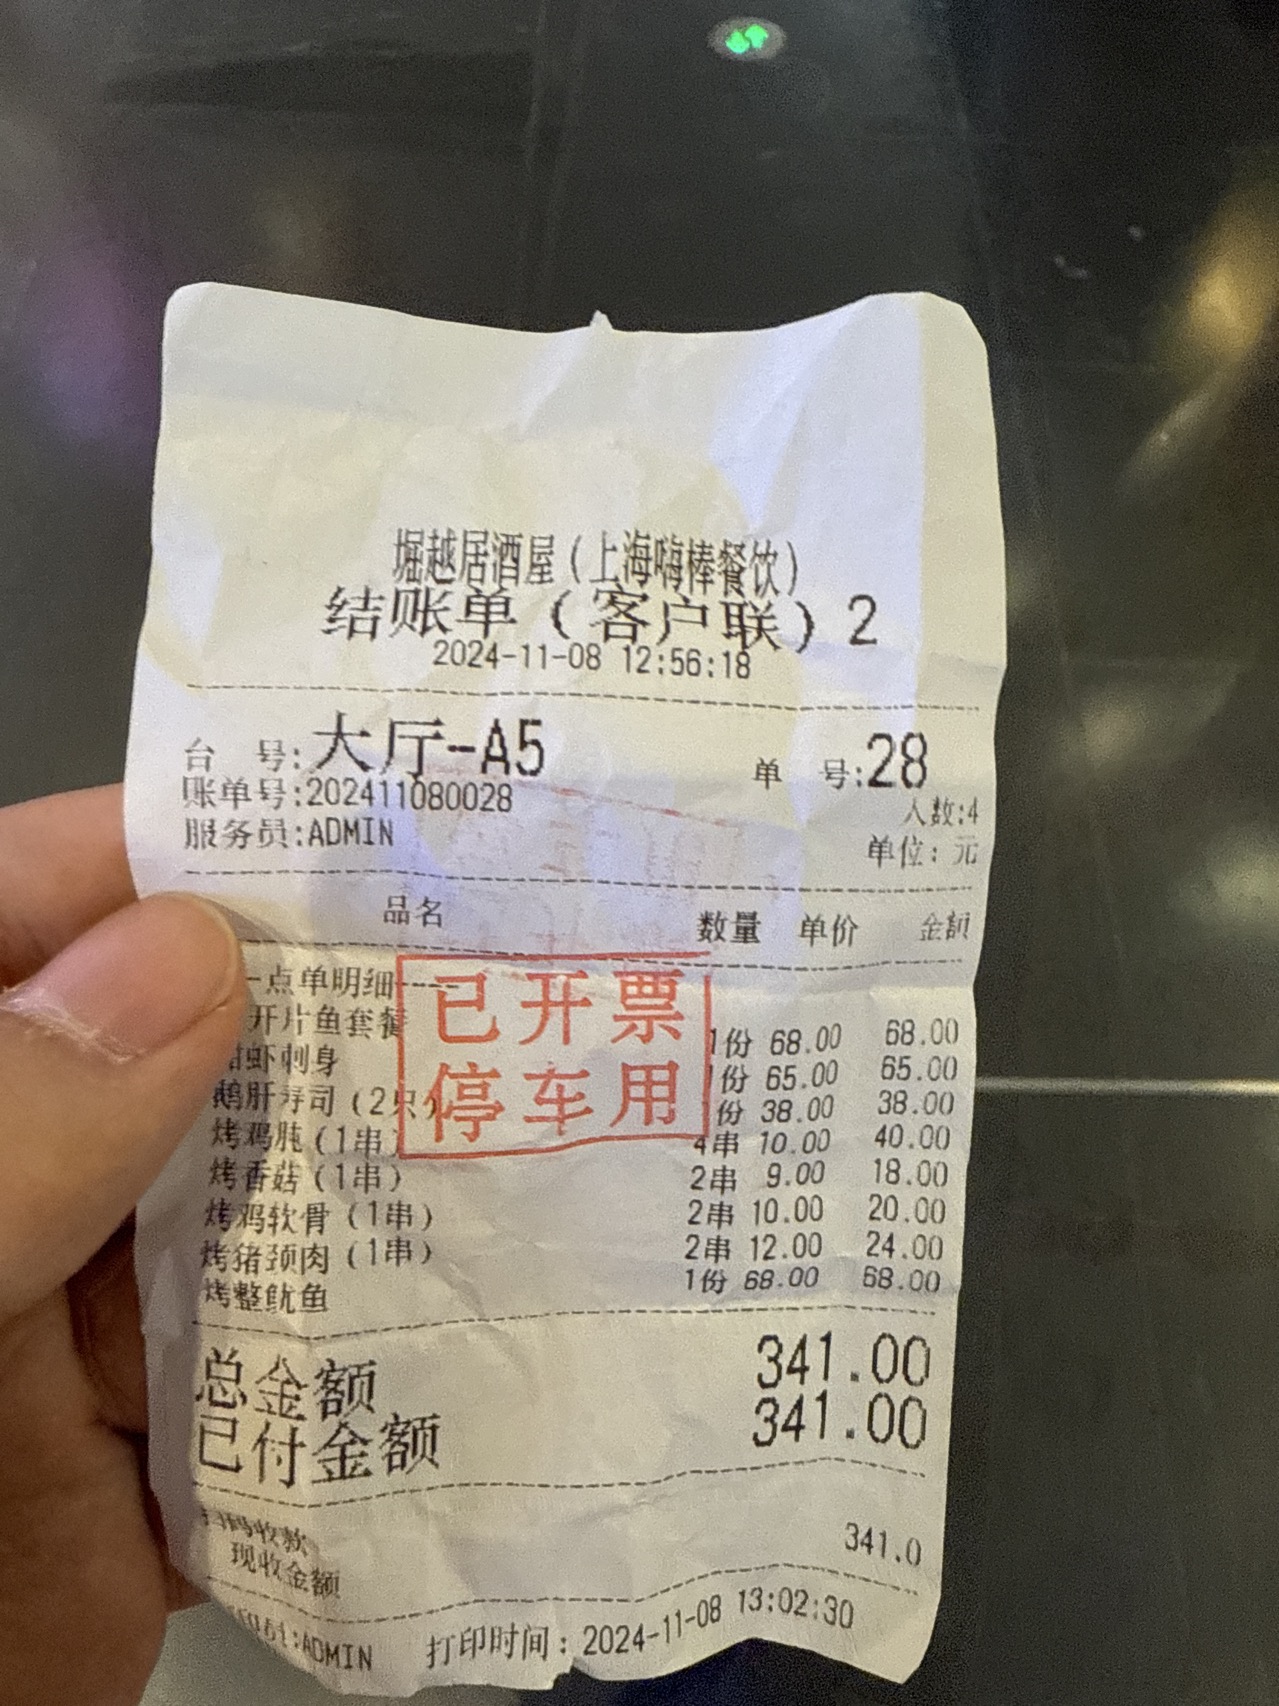 堀越居酒屋(上海嗨棒餐饮)
结账单(客户联)2
2024-11-08 12:56:18
台 号:大厅-A5 单 号:28
账单号:202411080028 人数:4
服务员:ADMIN 单位:元
品名 数量 单价 金额
-点单明细----
开片鱼套餐 1份 68.00 68.00
甜虾刺身 1份 65.00 65.00
鹅肝寿司(2只) 份 38.00 38.00
烤鸡肫(1串) 4串 10.00 40.00
烤香菇(1串) 2串 9.00 18.00
烤鸡软骨(1串) 2串 10.00 20.00
烤猪颈肉(1串) 2串 12.00 24.00
烤整鱿鱼 1份 68.00 68.00
已开票
停车用
总金额 341.00
已付金额 341.00
扫码收款 341.0
现收金额
:ADMIN 打印时间:2024-11-08 13:02:30